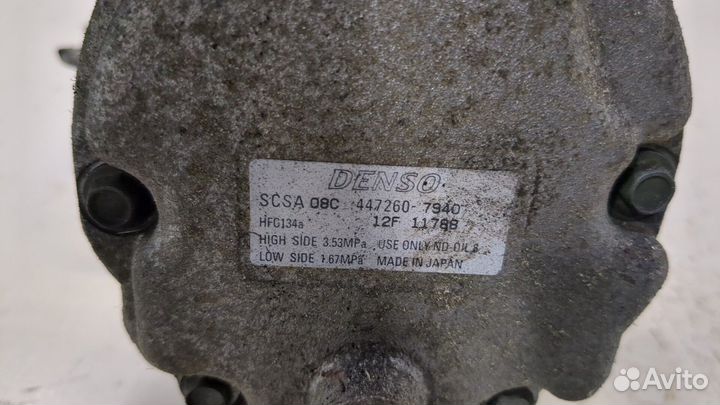 DENSO
SCSA 08C 447260-7940
HFC134a 12F 11788
HIGH SIDE 3.53MPa USE ONLY ND-OIL 8
LOW SIDE 1.67MPa MADE IN JAPAN
Avito